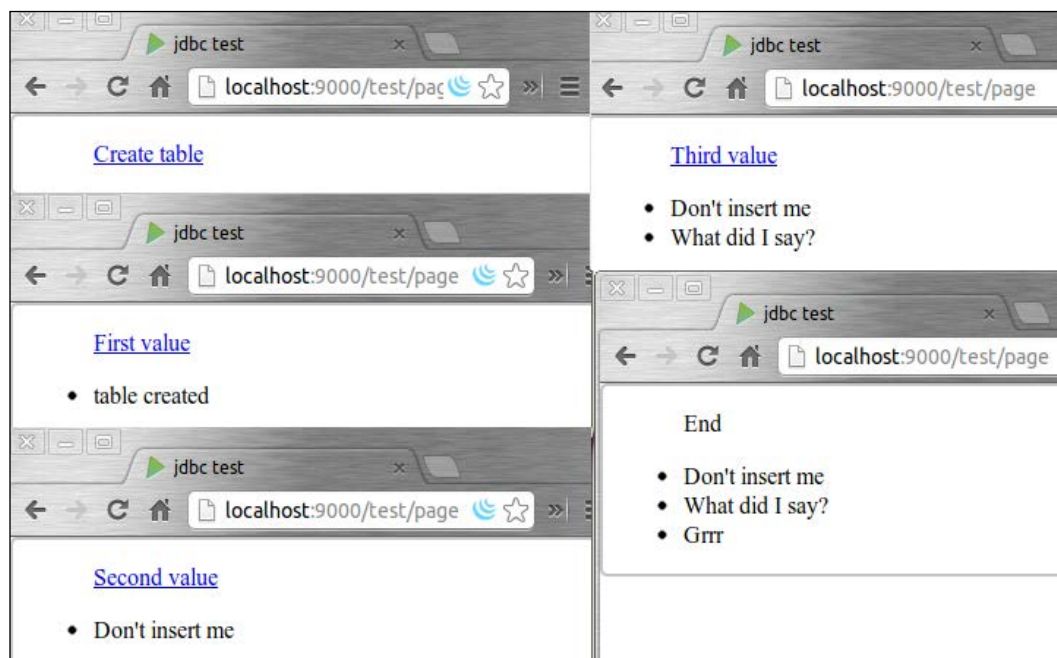 jdbc test
localhost:9000/test/pag
Create table
jdbc test
localhost:9000/test/page
First value
• table created
jdbc test
localhost:9000/test/page
Second value
• Don't insert me
jdbc test
localhost:9000/test/page
Third value
• Don't insert me
• What did I say?
jdbc test
localhost:9000/test/page
End
• Don't insert me
• What did I say?
• Grrr